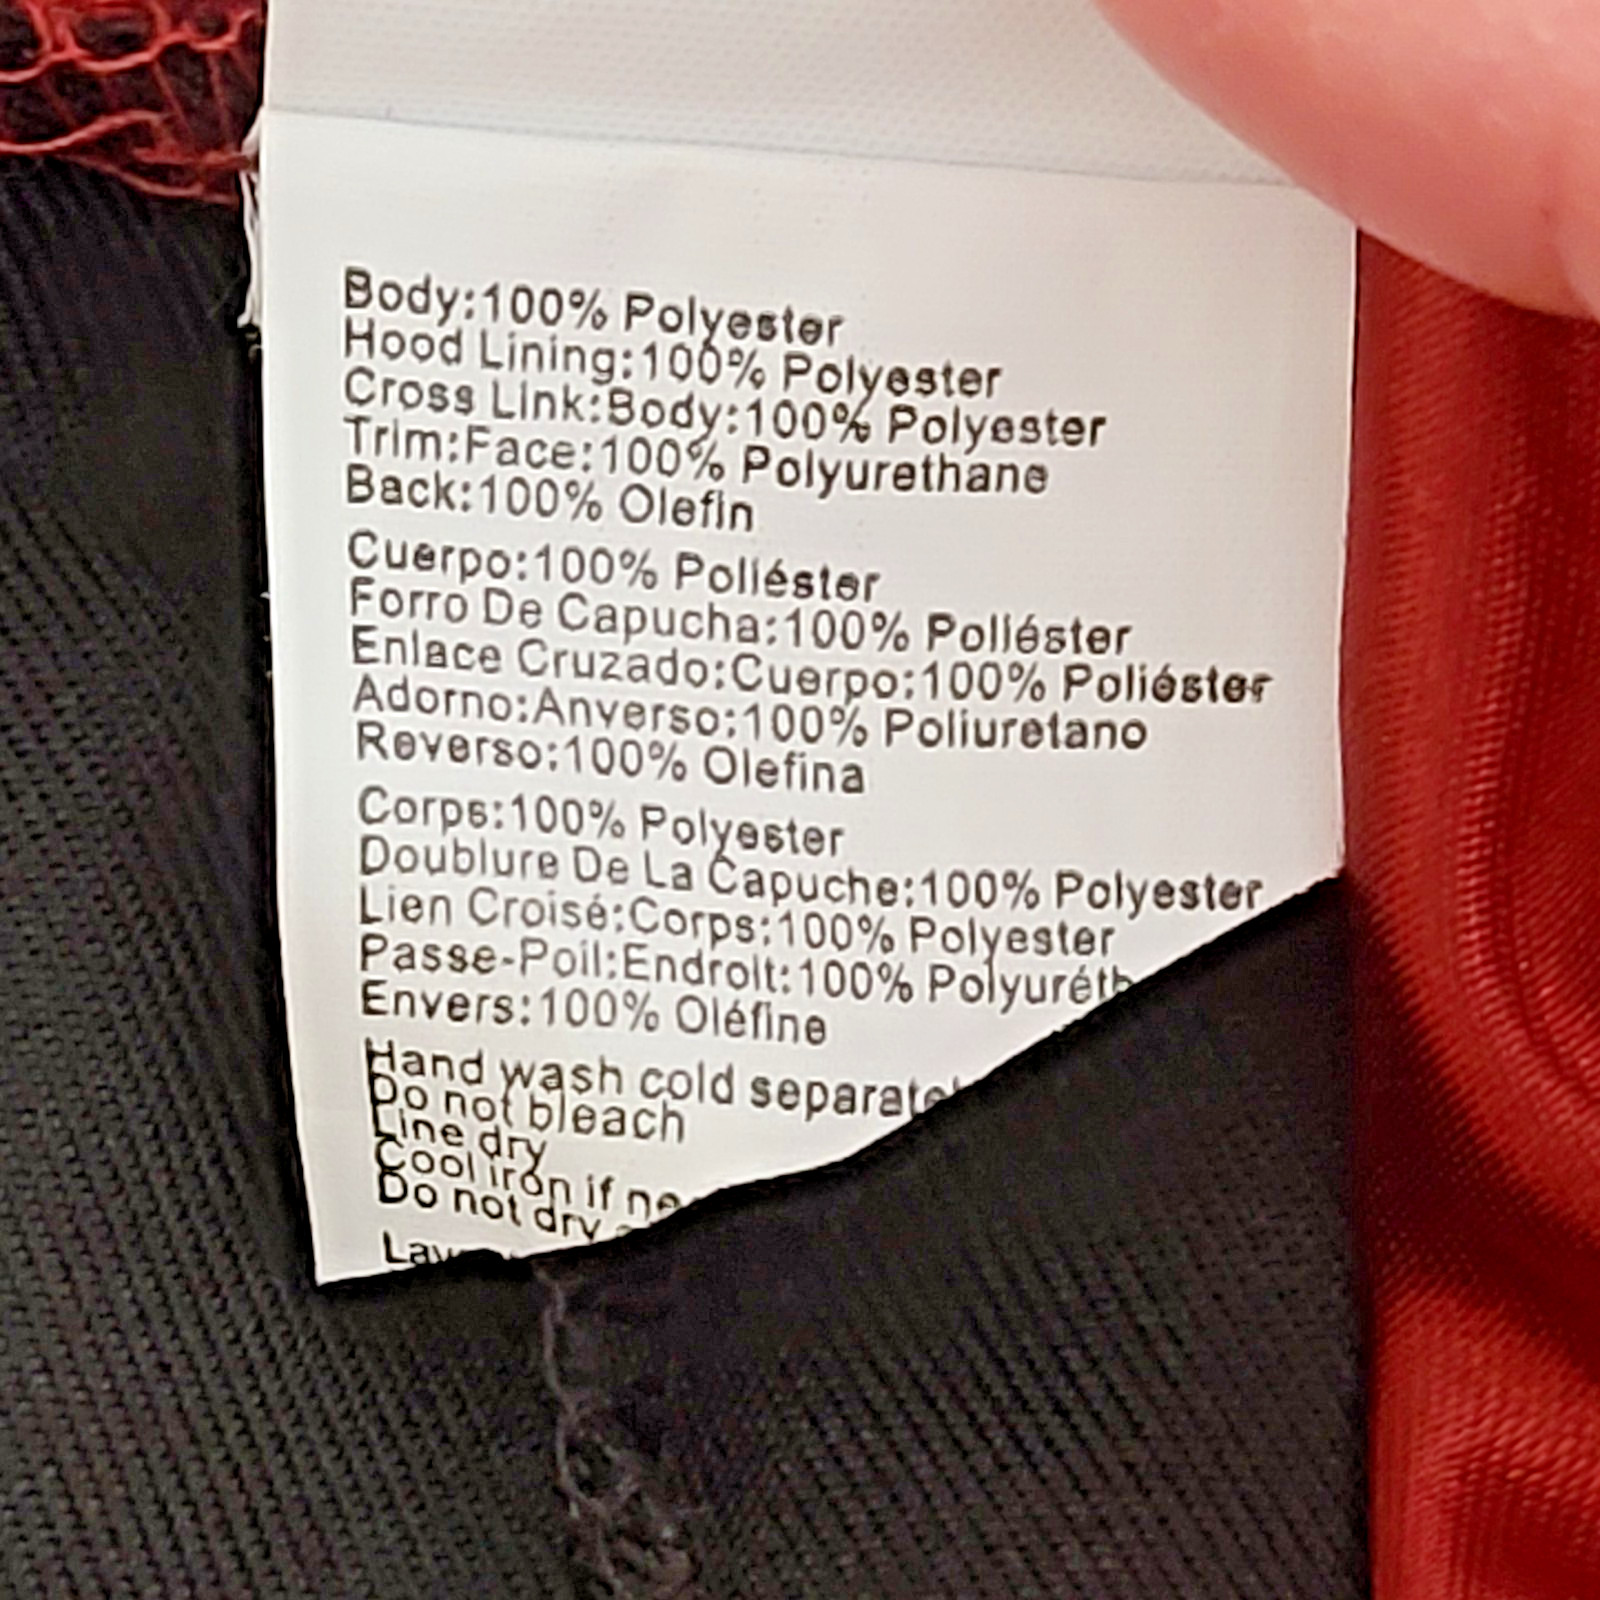 Body:100% Polyester
Hood Lining:100% Polyester
Cross Link:Body:100% Polyester
Trim:Face:100% Polyurethane
Back:100% Olefin
Cuerpo:100% Poliéster
Forro De Capucha:100% Poliéster
Enlace Cruzado:Cuerpo:100% Poliéster
Adorno:Anverso:100% Poliuretano
Reverso:100% Olefina
Corps:100% Polyester
Doublure De La Capuche:100% Polyester
Lien Croisé:Corps:100% Polyester
Passe-Poil:Endroit:100%
Envers:100% Oléfine
Hand wash cold
Do not bleach
Line dry
Cool iron if
Do not dry